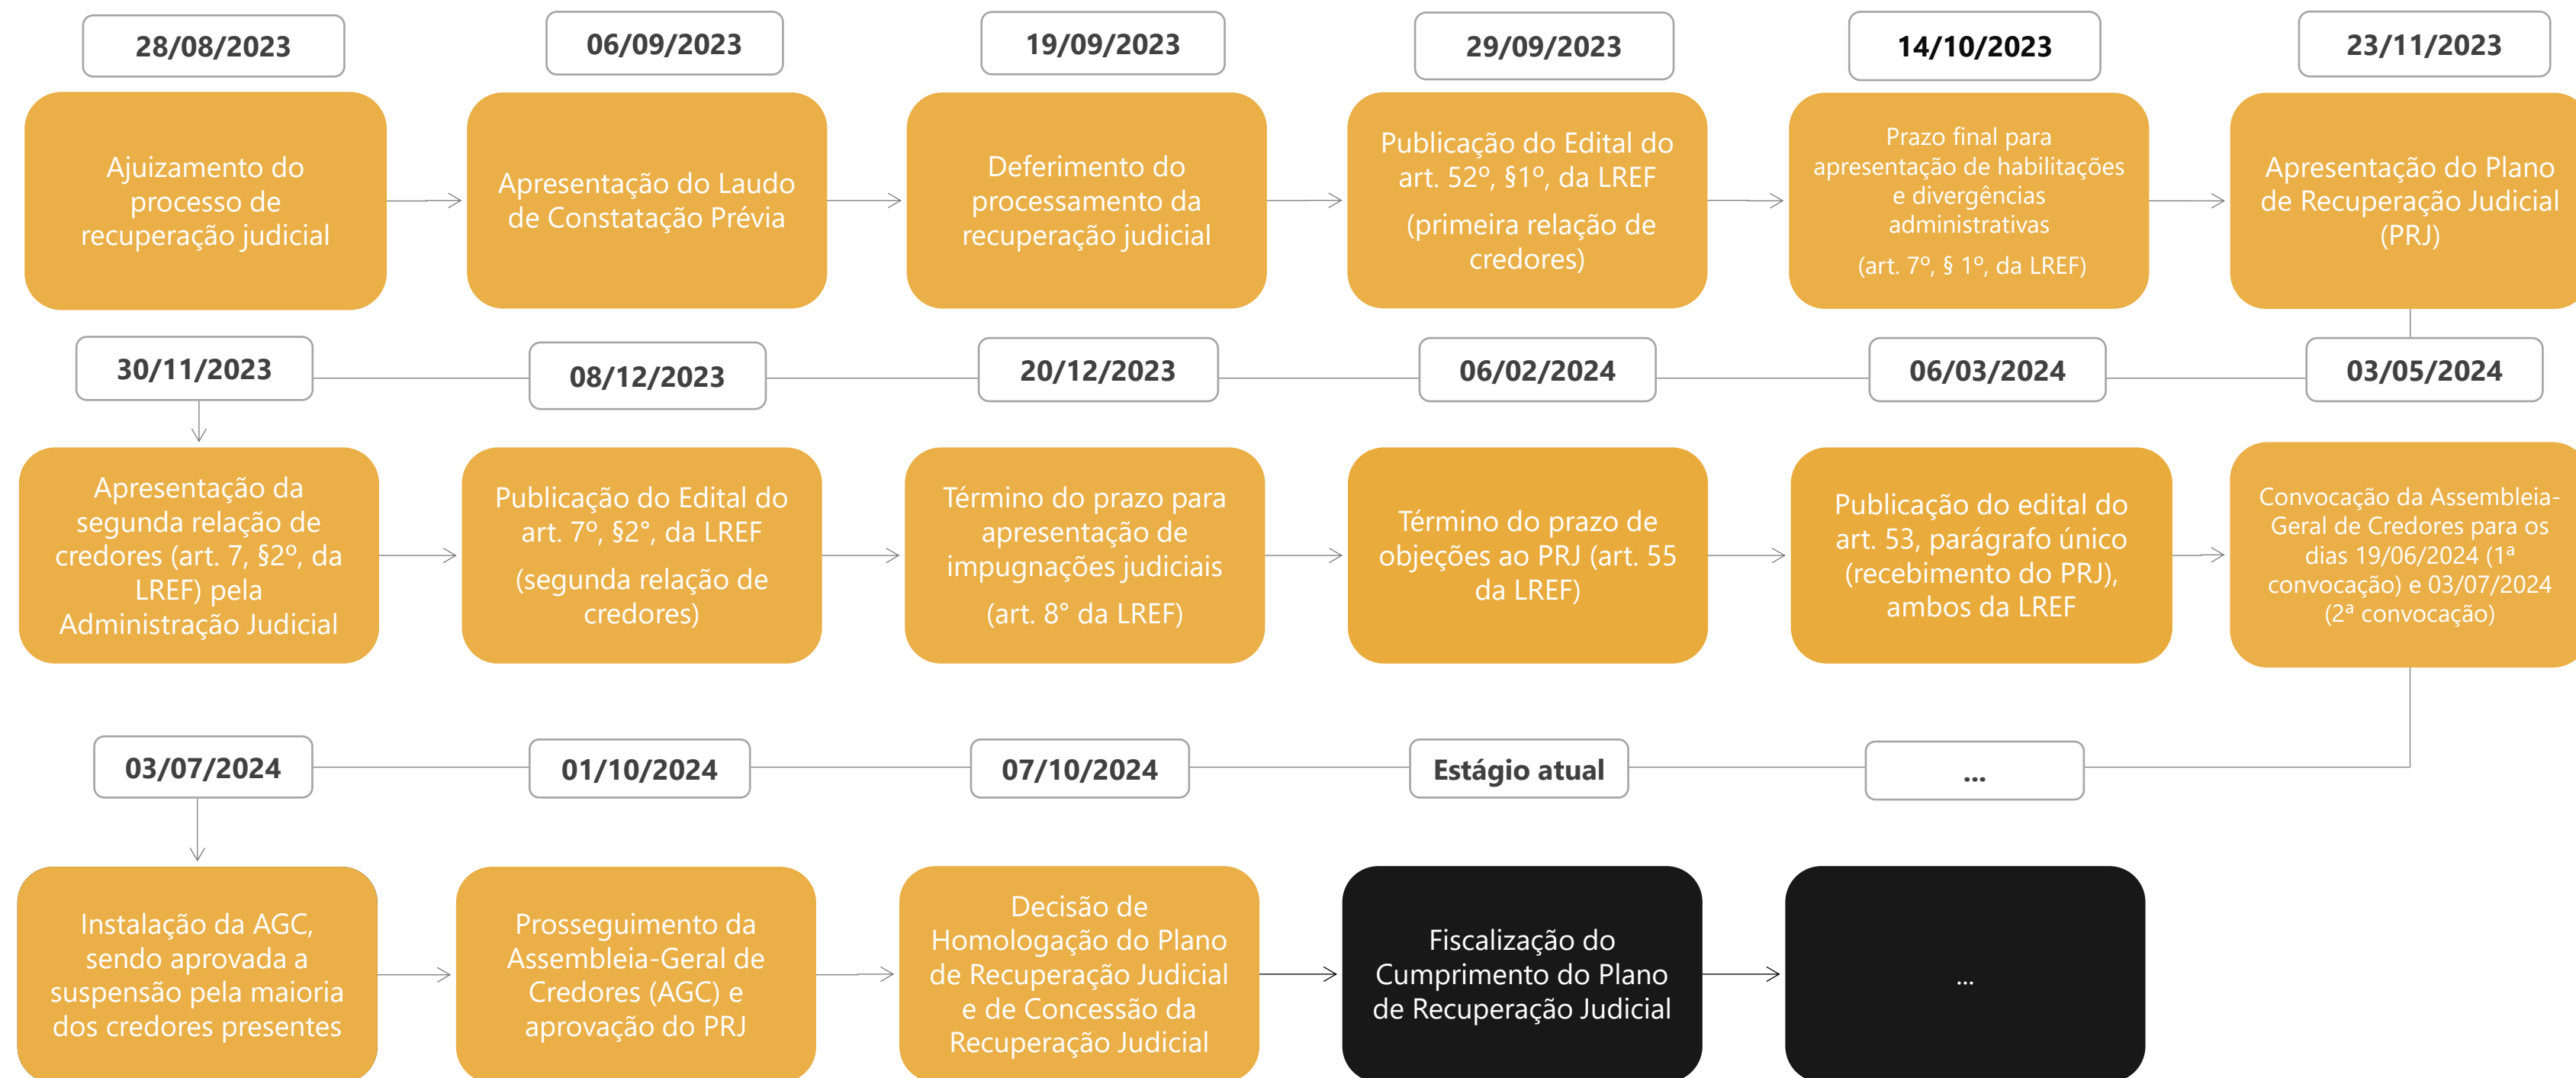 28/08/2023
06/09/2023
19/09/2023
29/09/2023
14/10/2023
23/11/2023
Ajuizamento do
processo de
recuperação judicial
Apresentação do Laudo
de Constatação Prévia
Deferimento do
processamento da
recuperação judicial
Publicação do Edital do
art. 52º, §1º, da LREF
(primeira relação de
credores)
Prazo final para
apresentação de habilitações
e divergências
administrativas
(art. 7º, § 1º, da LREF)
Apresentação do Plano
de Recuperação Judicial
(PRJ)
30/11/2023
08/12/2023
20/12/2023
06/02/2024
06/03/2024
03/05/2024
Apresentação da
segunda relação de
credores (art. 7, §2º, da
LREF) pela
Administração Judicial
Publicação do Edital do
art. 7º, §2°, da LREF
(segunda relação de
credores)
Término do prazo para
apresentação de
impugnações judiciais
(art. 8° da LREF)
Término do prazo de
objeções ao PRJ (art. 55
da LREF)
Publicação do edital do
art. 53, parágrafo único
(recebimento do PRJ),
ambos da LREF
Convocação da Assembleia-
Geral de Credores para os
dias 19/06/2024 (1ª
convocação) e 03/07/2024
(2ª convocação)
03/07/2024
01/10/2024
07/10/2024
Estágio atual
...
Instalação da AGC,
sendo aprovada a
suspensão pela maioria
dos credores presentes
Prosseguimento da
Assembleia-Geral de
Credores (AGC) e
aprovação do PRJ
Decisão de
Homologação do Plano
de Recuperação Judicial
e de Concessão da
Recuperação Judicial
Fiscalização do
Cumprimento do Plano
de Recuperação Judicial
...